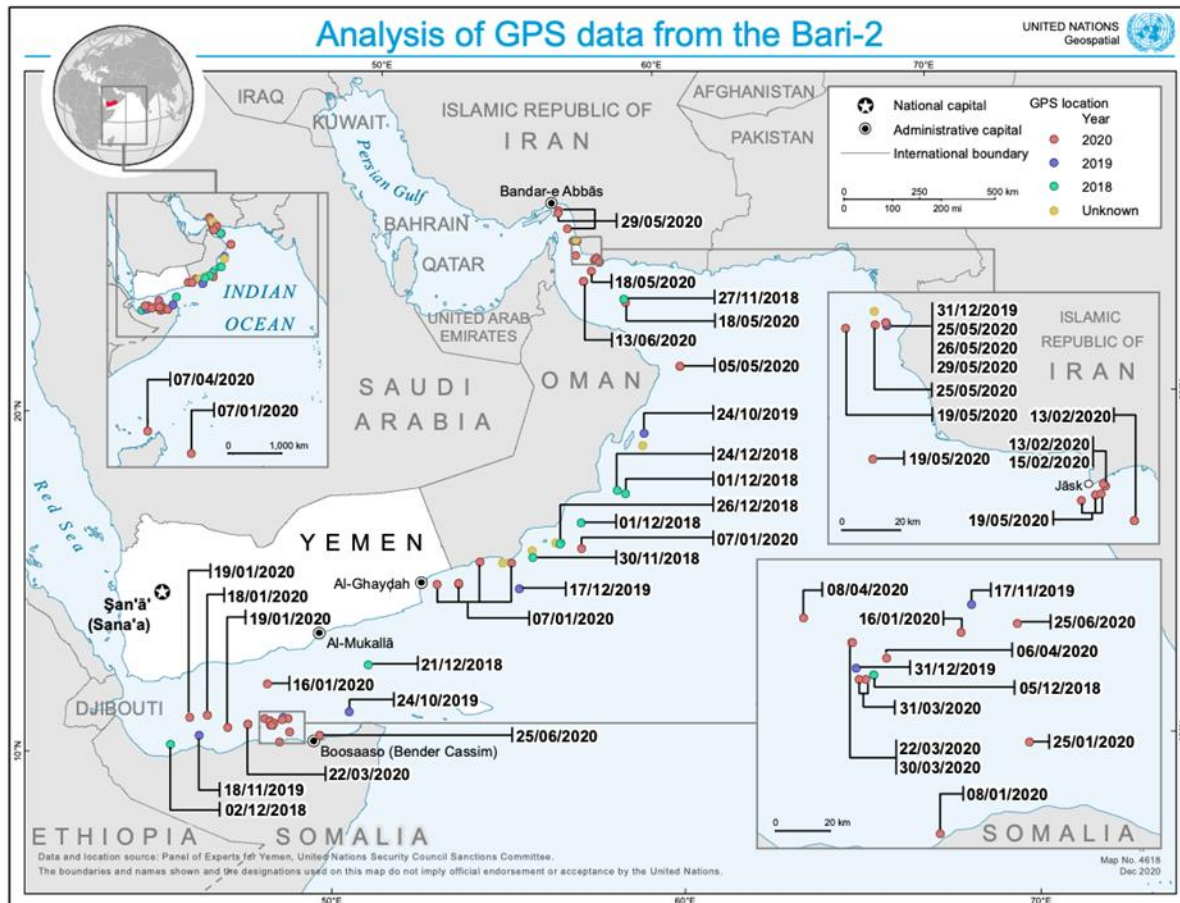 Analysis of GPS data from the Bari-2
UNITED NATIONS
Geospatial
50°E
60°E
70°E
IRAQ
KUWAIT
Persian Gulf
ISLAMIC REPUBLIC OF
IRAN
AFGHANISTAN
PAKISTAN
National capital
Administrative capital
International boundary
0 250 500 km
0 100 200 mi
GPS location
Year
2020
2019
2018
Unknown
Bandar-e Abbās
29/05/2020
BAHRAIN
QATAR
18/05/2020
27/11/2018
18/05/2020
UNITED ARAB
EMIRATES
13/06/2020
OMAN
05/05/2020
SAUDI
ARABIA
24/10/2019
24/12/2018
01/12/2018
26/12/2018
01/12/2018
07/01/2020
30/11/2018
17/12/2019
07/01/2020
INDIAN
OCEAN
07/04/2020
07/01/2020
0 1,000 km
20°N
Red Sea
YEMEN
Al-Ghayḑah
Şan'ā'
(Sana'a)
19/01/2020
18/01/2020
19/01/2020
Al-Mukallā
21/12/2018
16/01/2020
24/10/2019
DJIBOUTI
25/06/2020
Boosaaso (Bender Cassim)
22/03/2020
18/11/2019
02/12/2018
10°N
ETHIOPIA
SOMALIA
31/12/2019
25/05/2020
26/05/2020
29/05/2020
25/05/2020
19/05/2020
ISLAMIC
REPUBLIC OF
IRAN
13/02/2020
13/02/2020
15/02/2020
19/05/2020
Jāsk
19/05/2020
0 20 km
08/04/2020
17/11/2019
16/01/2020
25/06/2020
06/04/2020
31/12/2019
05/12/2018
31/03/2020
22/03/2020
30/03/2020
25/01/2020
08/01/2020
0 20 km
SOMALIA
Data and location source: Panel of Experts for Yemen, United Nations Security Council Sanctions Committee.
The boundaries and names shown and the designations used on this map do not imply official endorsement or acceptance by the United Nations.
Map No. 4618
Dec 2020
50°E
60°E
70°E